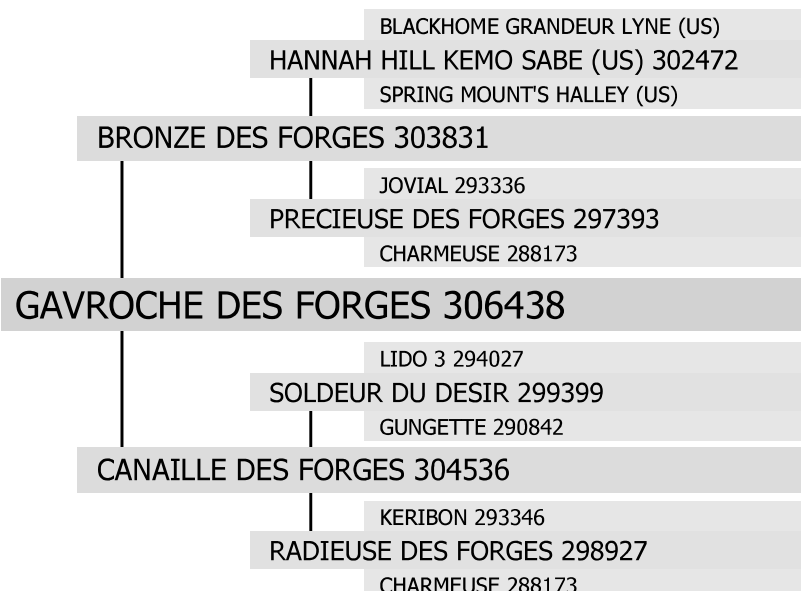 BLACKHOME GRANDEUR LYNE (US)
HANNAH HILL KEMO SABE (US) 302472
SPRING MOUNT'S HALLEY (US)
BRONZE DES FORGES 303831
JOVIAL 293336
PRECIEUSE DES FORGES 297393
CHARMEUSE 288173
GAVROCHE DES FORGES 306438
LIDO 3 294027
SOLDEUR DU DESIR 299399
GUNGETTE 290842
CANAILLE DES FORGES 304536
KERIBON 293346
RADIEUSE DES FORGES 298927
CHARMEUSE 288173